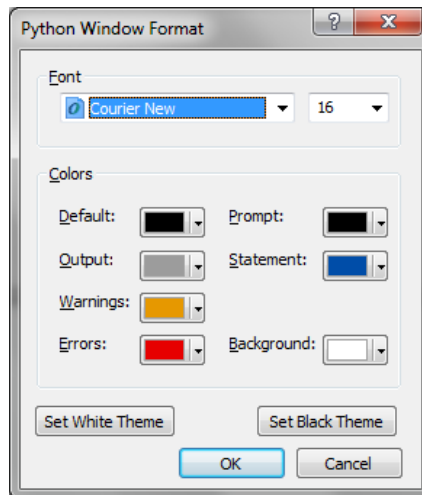 Python Window Format
Font
Courier New 16
Colors
Default: Prompt:
Output: Statement:
Warnings:
Errors: Background:
Set White Theme Set Black Theme
OK Cancel